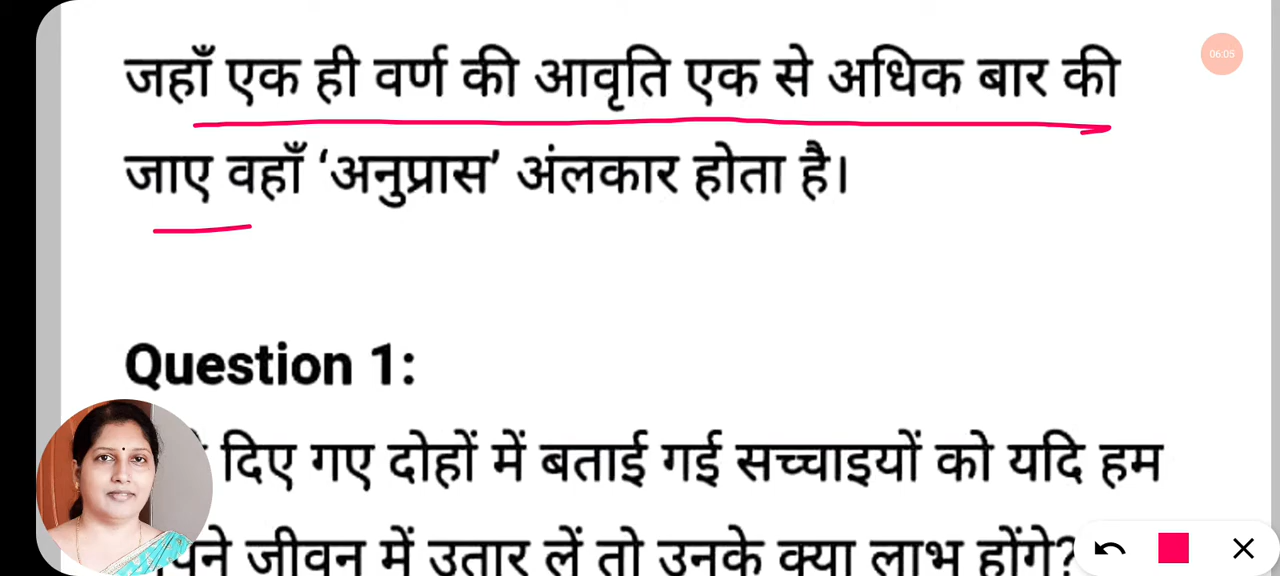 06:05
जहाँ एक ही वर्ण की आवृति एक से अधिक बार की
जाए वहाँ ‘अनुप्रास’ अंलकार होता है।
Question 1:
दिए गए दोहों में बताई गई सच्चाइयों को यदि हम
जीवन में उतार लें तो उनके क्या लाभ होंगे?